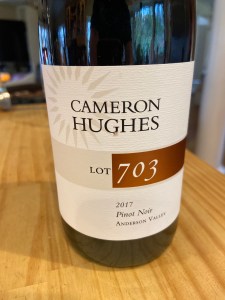 CAMERON
HUGHES
LOT 703
2017
Pinot Noir
ANDERSON VALLEY